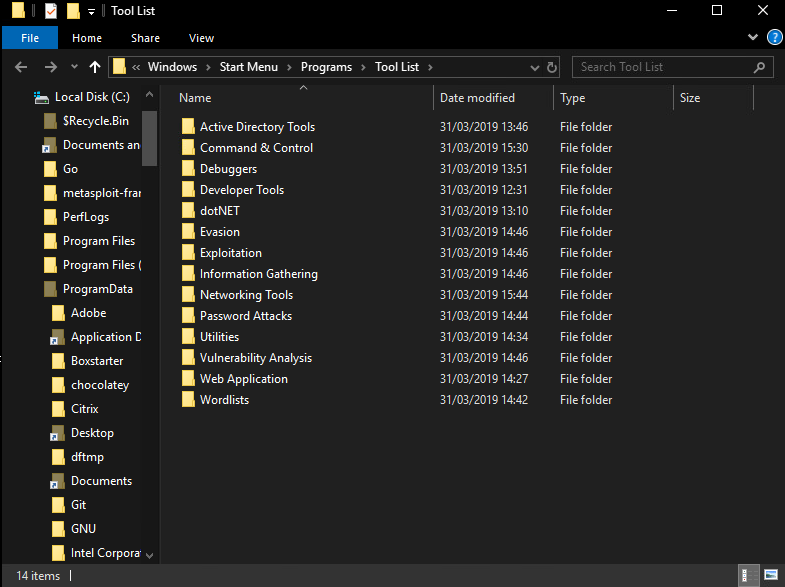 Tool List
File Home Share View
« Windows > Start Menu > Programs > Tool List > Search Tool List
Local Disk (C:)
$Recycle.Bin
Documents an
Go
metasploit-frar
PerfLogs
Program Files
Program Files (
ProgramData
Adobe
Application D
Boxstarter
chocolatey
Citrix
Desktop
dftmp
Documents
Git
GNU
Intel Corpora
Name Date modified Type Size
Active Directory Tools 31/03/2019 13:46 File folder
Command & Control 31/03/2019 15:30 File folder
Debuggers 31/03/2019 13:51 File folder
Developer Tools 31/03/2019 12:31 File folder
dotNET 31/03/2019 13:10 File folder
Evasion 31/03/2019 14:46 File folder
Exploitation 31/03/2019 14:46 File folder
Information Gathering 31/03/2019 14:46 File folder
Networking Tools 31/03/2019 15:44 File folder
Password Attacks 31/03/2019 14:44 File folder
Utilities 31/03/2019 14:34 File folder
Vulnerability Analysis 31/03/2019 14:46 File folder
Web Application 31/03/2019 14:27 File folder
Wordlists 31/03/2019 14:42 File folder
14 items